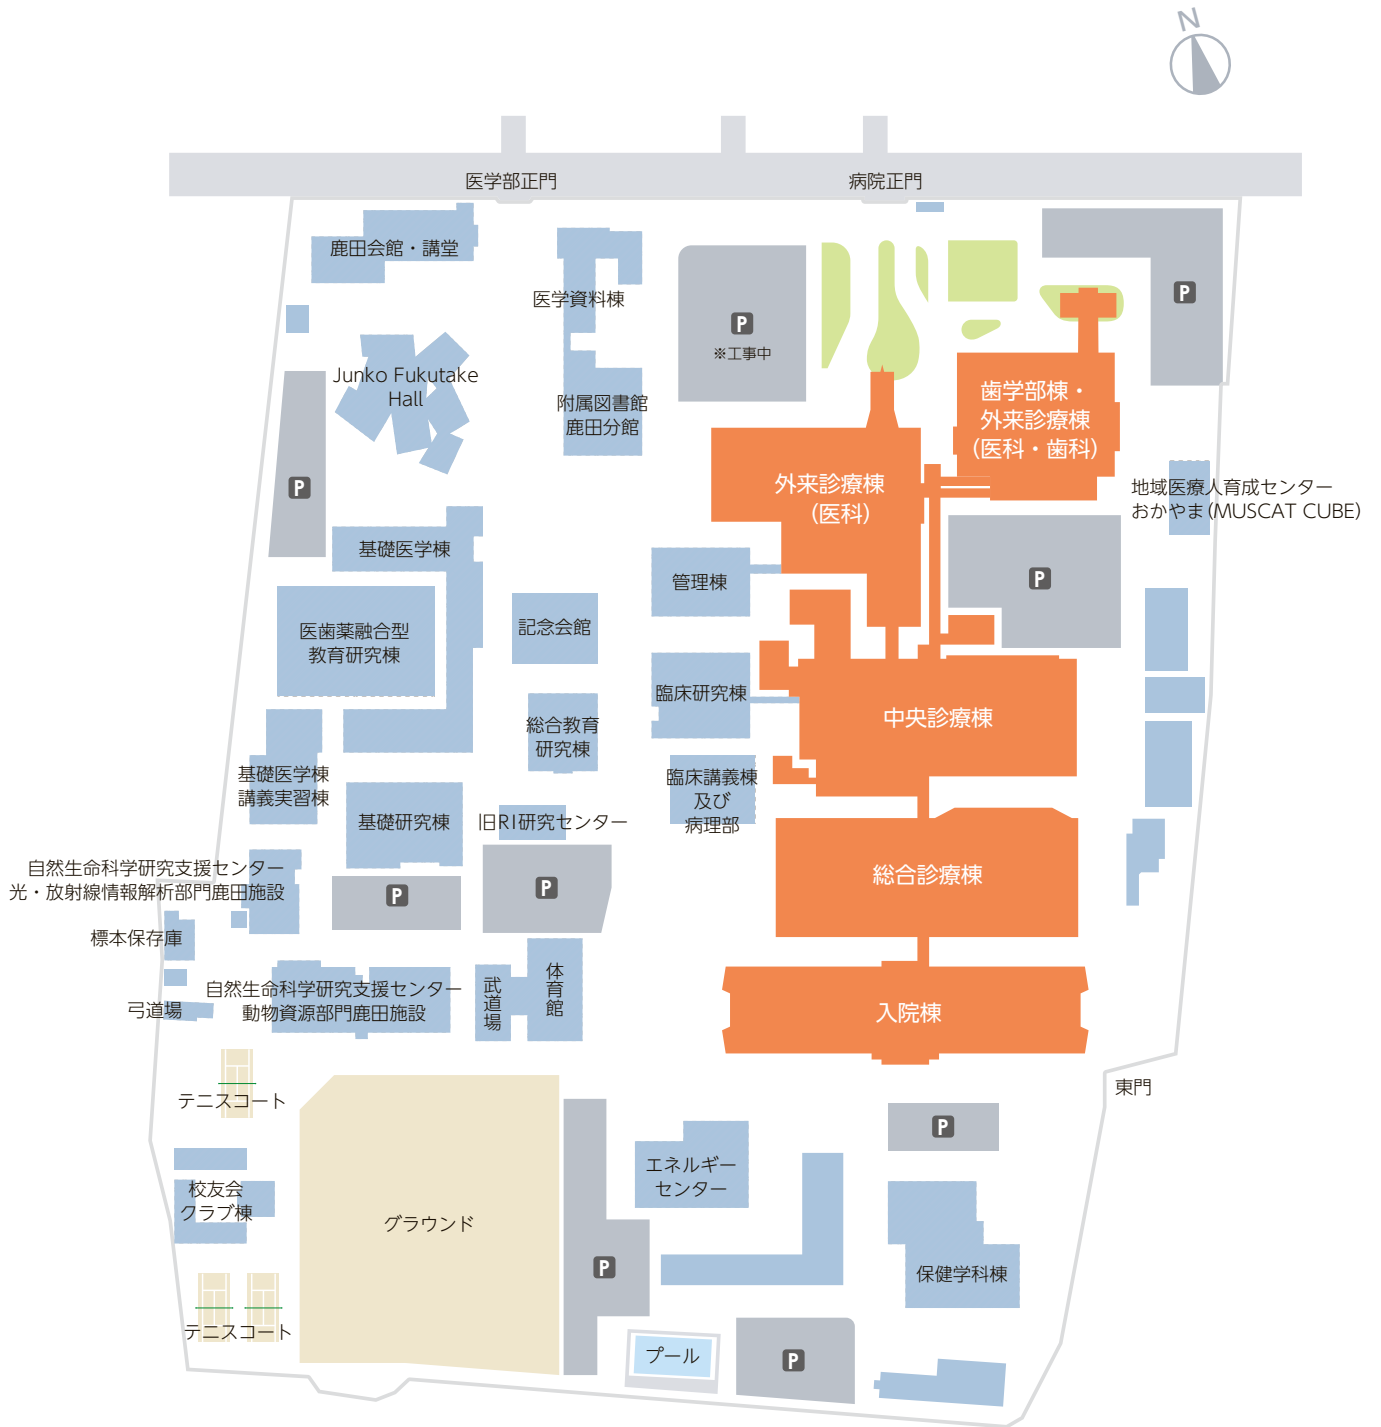 N
医学部正門
病院正門
鹿田会館・講堂
医学資料棟
P
P
※工事中
Junko Fukutake
Hall
附属図書館
鹿田分館
歯学部棟・
外来診療棟
(医科・歯科)
P
外来診療棟
(医科)
地域医療人育成センター
おかやま(MUSCAT CUBE)
基礎医学棟
管理棟
P
医歯薬融合型
教育研究棟
記念会館
臨床研究棟
中央診療棟
総合教育
研究棟
基礎医学棟
講義実習棟
臨床講義棟
及び
病理部
基礎研究棟
旧RI研究センター
自然生命科学研究支援センター
光・放射線情報解析部門鹿田施設
P
P
総合診療棟
標本保存庫
自然生命科学研究支援センター
動物資源部門鹿田施設
武道場
体育館
弓道場
入院棟
テニスコート
東門
P
エネルギー
センター
校友会
クラブ棟
グラウンド
P
保健学科棟
テニスコート
プール
P